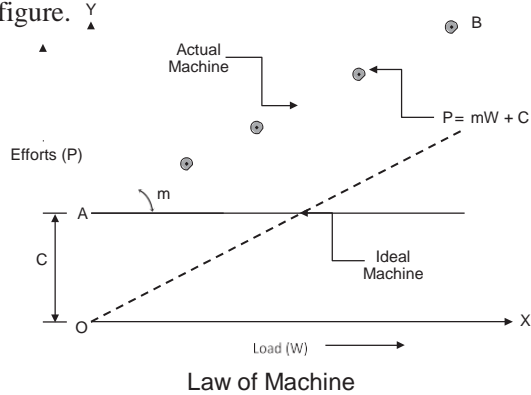 figure.
Y
B
Actual
Machine
P= mW + C
Efforts (P)
m
A
C
Ideal
Machine
O
X
Load (W)
Law of Machine